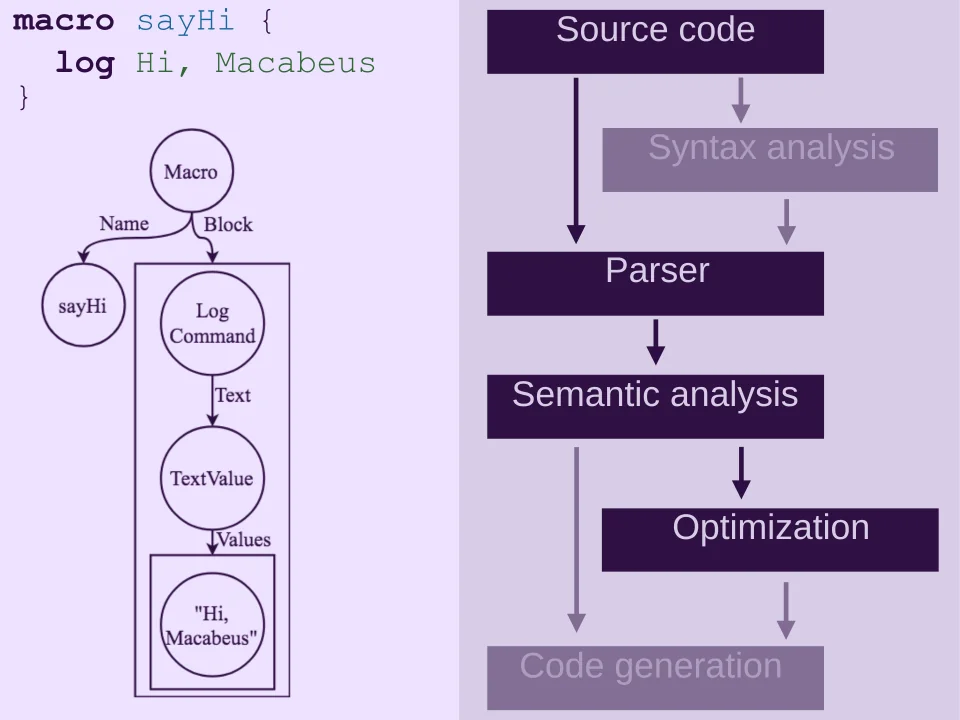 macro sayHi {
  log Hi, Macabeus
}
Macro
Name
Block
sayHi
Log
Command
Text
TextValue
Values
"Hi,
Macabeus"
Source code
Syntax analysis
Parser
Semantic analysis
Optimization
Code generation